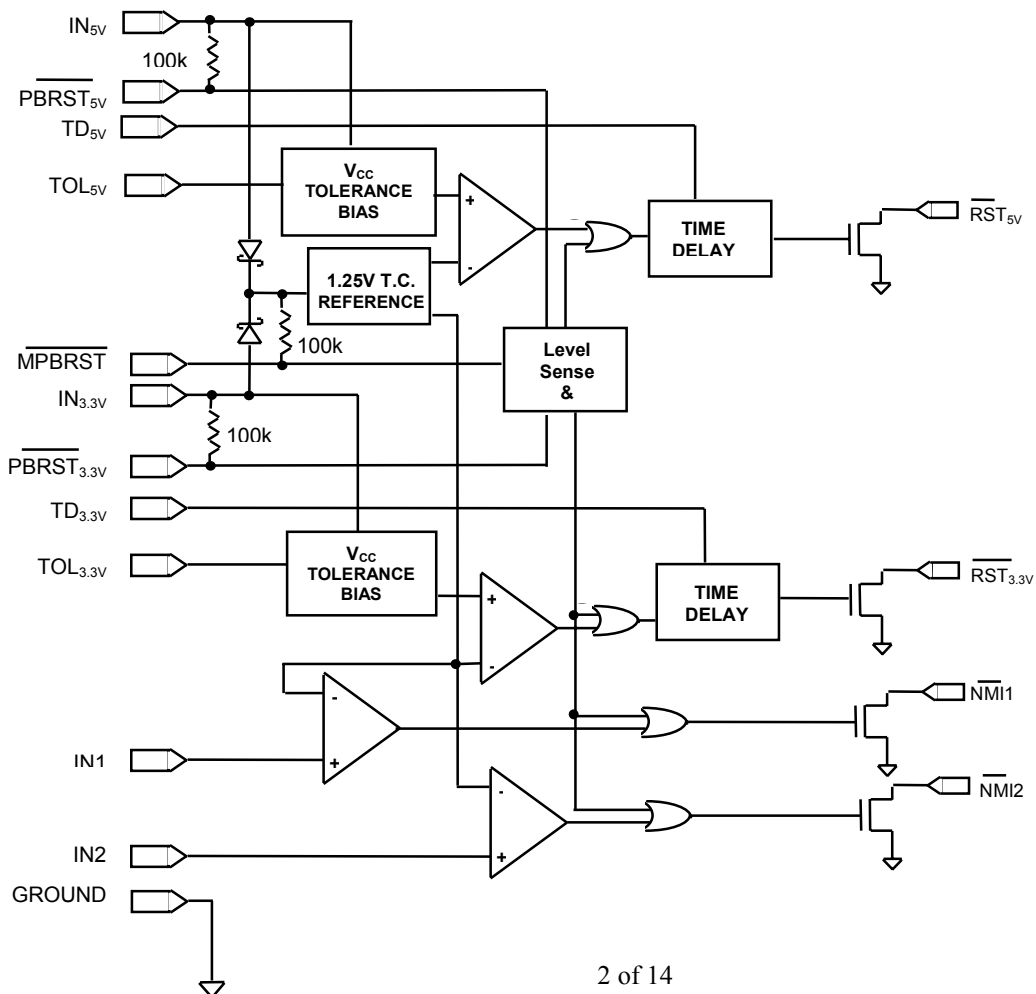 IN5V
100k
PBRST5V
TD5V
TOL5V
VCC
TOLERANCE
BIAS
+
-
TIME
DELAY
RST5V
1.25V T.C.
REFERENCE
100k
MPBRST
Level
Sense
&
IN3.3V
100k
PBRST3.3V
TD3.3V
TOL3.3V
VCC
TOLERANCE
BIAS
+
-
TIME
DELAY
RST3.3V
-
+
NMI1
IN1
-
+
NMI2
IN2
GROUND
2 of 14